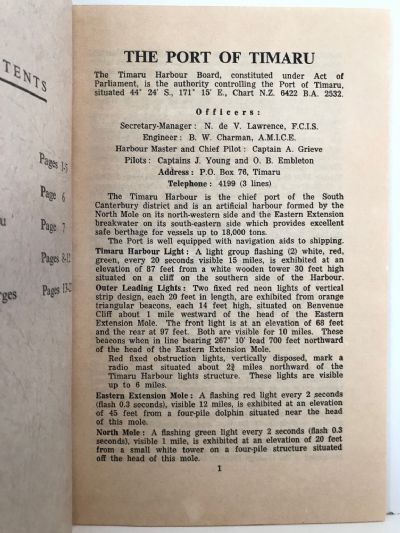 TENTS
Pages 1-5
Page 6
Page 7
Pages 8-12
Pages 13-
THE PORT OF TIMARU
The Timaru Harbour Board, constituted under Act of
Parliament, is the authority controlling the Port of Timaru,
situated 44° 24' S., 171° 15' E., Chart N.Z. 6422 B.A. 2532.
Officers:
Secretary-Manager: N. de V. Lawrence, F.C.I.S.
Engineer: B. W. Charman, A.M.I.C.E.
Harbour Master and Chief Pilot: Captain A. Grieve
Pilots: Captains J. Young and O. B. Embleton
Address: P.O. Box 76, Timaru
Telephone: 4199 (3 lines)
The Timaru Harbour is the chief port of the South
Canterbury district and is an artificial harbour formed by the
North Mole on its north-western side and the Eastern Extension
breakwater on its south-eastern side which provides excellent
safe berthage for vessels up to 18,000 tons.
The Port is well equipped with navigation aids to shipping.
Timaru Harbour Light: A light group flashing (2) white, red,
green, every 20 seconds visible 15 miles, is exhibited at an
elevation of 87 feet from a white wooden tower 30 feet high
situated on a cliff on the southern side of the Harbour.
Outer Leading Lights: Two fixed red neon lights of vertical
strip design, each 20 feet in length, are exhibited from orange
triangular beacons, each 14 feet high, situated on Benvenue
Cliff about 1 mile westward of the head of the Eastern
Extension Mole. The front light is at an elevation of 68 feet
and the rear at 97 feet. Both are visible for 10 miles. These
beacons when in line bearing 267° 10' lead 700 feet northward
of the head of the Eastern Extension Mole.
Red fixed obstruction lights, vertically disposed, mark a
radio mast situated about 2¾ miles northward of the
Timaru Harbour lights structure. These lights are visible
up to 6 miles.
Eastern Extension Mole: A flashing red light every 2 seconds
(flash 0.3 seconds), visible 12 miles, is exhibited at an elevation
of 45 feet from a four-pile dolphin situated near the head
of this mole.
North Mole: A flashing green light every 2 seconds (flash 0.3
seconds), visible 1 mile, is exhibited at an elevation of 20 feet
from a small white tower on a four-pile structure situated
off the head of this mole.
1